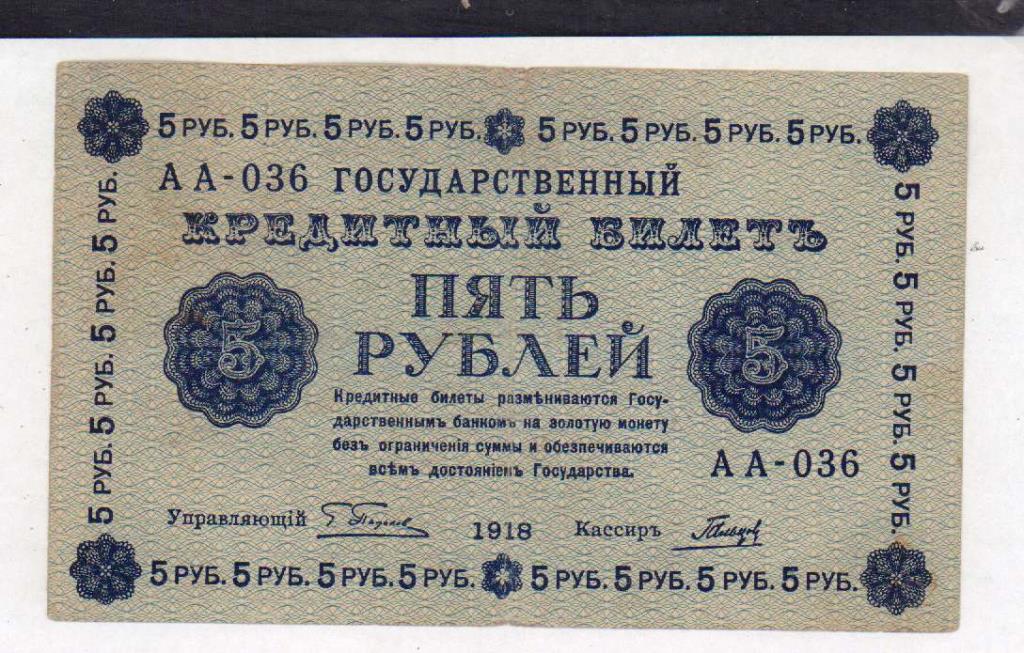 5 РУБ. 5 РУБ. 5 РУБ. 5 РУБ. 5 РУБ. 5 РУБ. 5 РУБ. 5 РУБ.
АА-036 ГОСУДАРСТВЕННЫЙ
КРЕДИТНЫЙ БИЛЕТЪ
5 ПЯТЬ 5
РУБЛЕЙ
Кредитные билеты размѣниваются Госу-
дарственнымъ банкомъ на золотую монету
безъ ограниченія суммы и обезпечиваются
всѣмъ достояніемъ Государства.
АА-036
Управляющій 1918 Кассиръ
5 РУБ. 5 РУБ. 5 РУБ. 5 РУБ. 5 РУБ. 5 РУБ. 5 РУБ. 5 РУБ.
5 РУБ. 5 РУБ. 5 РУБ. 5 РУБ.
5 РУБ. 5 РУБ. 5 РУБ. 5 РУБ.